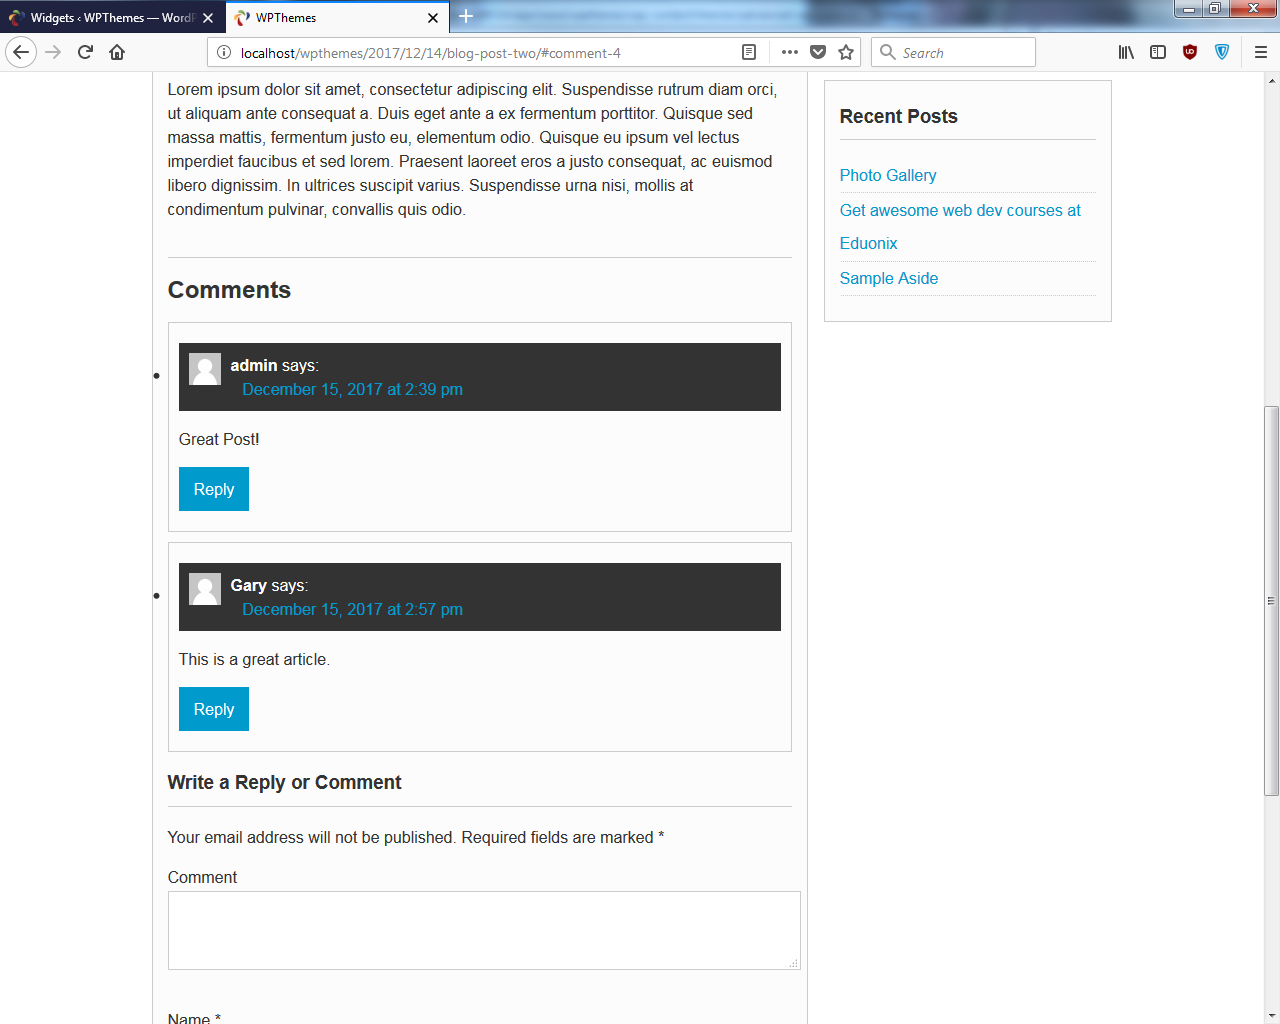 Widgets ‹ WPThemes — WordP
WPThemes
localhost/wpthemes/2017/12/14/blog-post-two/#comment-4
Search
Lorem ipsum dolor sit amet, consectetur adipiscing elit. Suspendisse rutrum diam orci,
ut aliquam ante consequat a. Duis eget ante a ex fermentum porttitor. Quisque sed
massa mattis, fermentum justo eu, elementum odio. Quisque eu ipsum vel lectus
imperdiet faucibus et sed lorem. Praesent laoreet eros a justo consequat, ac euismod
libero dignissim. In ultrices suscipit varius. Suspendisse urna nisi, mollis at
condimentum pulvinar, convallis quis odio.
Comments
admin says:
December 15, 2017 at 2:39 pm
Great Post!
Reply
Gary says:
December 15, 2017 at 2:57 pm
This is a great article.
Reply
Write a Reply or Comment
Your email address will not be published. Required fields are marked *
Comment
Name *
Recent Posts
Photo Gallery
Get awesome web dev courses at
Eduonix
Sample Aside